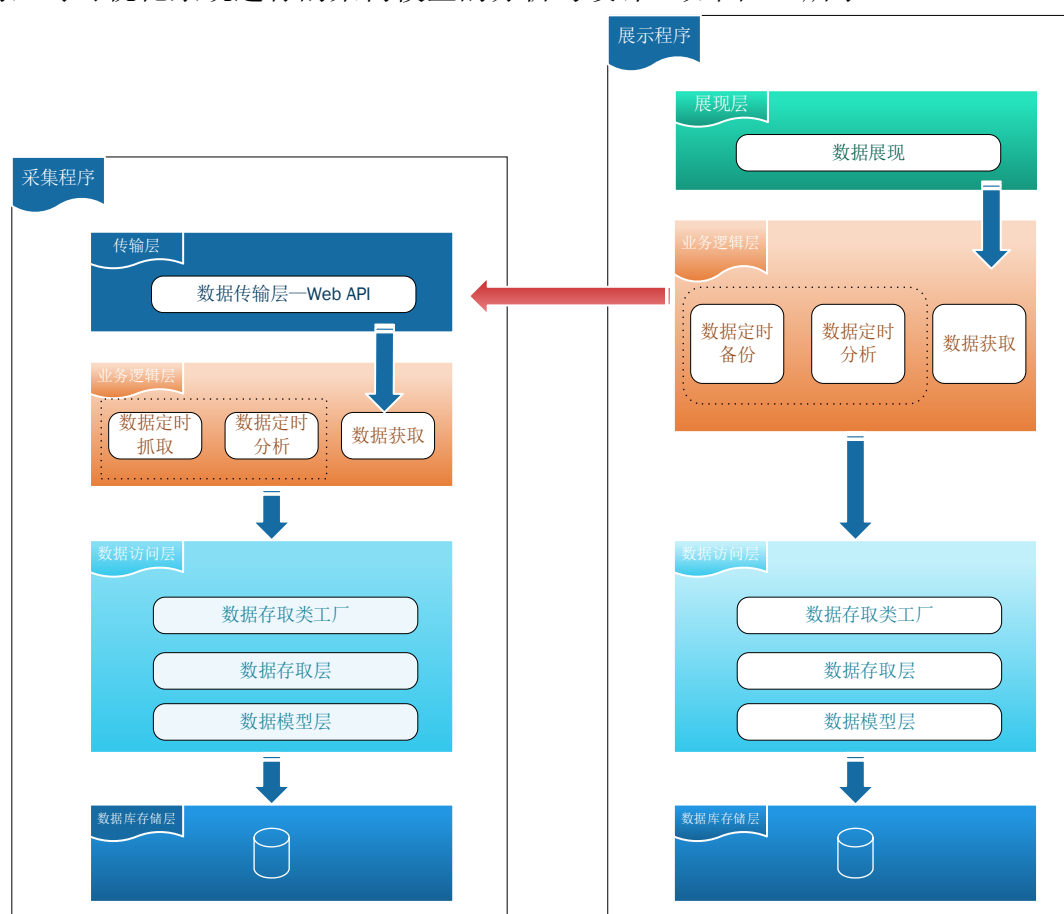 展示程序
展现层
数据展现
业务逻辑层
数据定时
备份
数据定时
分析
数据获取
数据访问层
数据存取类工厂
数据存取层
数据模型层
数据库存储层
采集程序
传输层
数据传输层—Web API
业务逻辑层
数据定时
抓取
数据定时
分析
数据获取
数据访问层
数据存取类工厂
数据存取层
数据模型层
数据库存储层